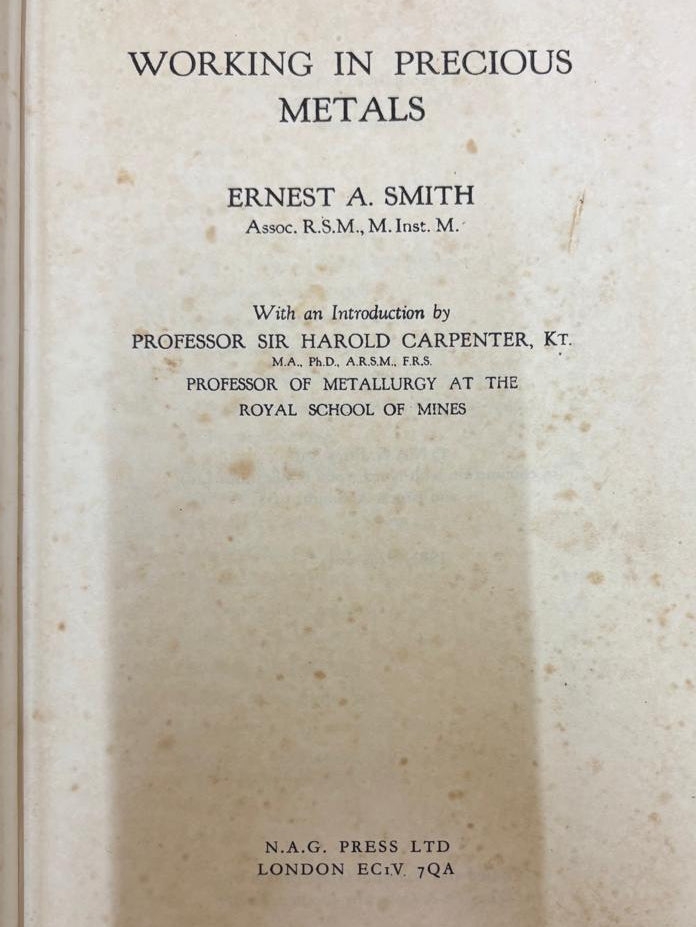 WORKING IN PRECIOUS
METALS
ERNEST A. SMITH
Assoc. R.S.M., M.Inst. M.
With an Introduction by
PROFESSOR SIR HAROLD CARPENTER, KT.
M.A., Ph.D., A.R.S.M., F.R.S.
PROFESSOR OF METALLURGY AT THE
ROYAL SCHOOL OF MINES
N.A.G. PRESS LTD
LONDON EC1V 7QA